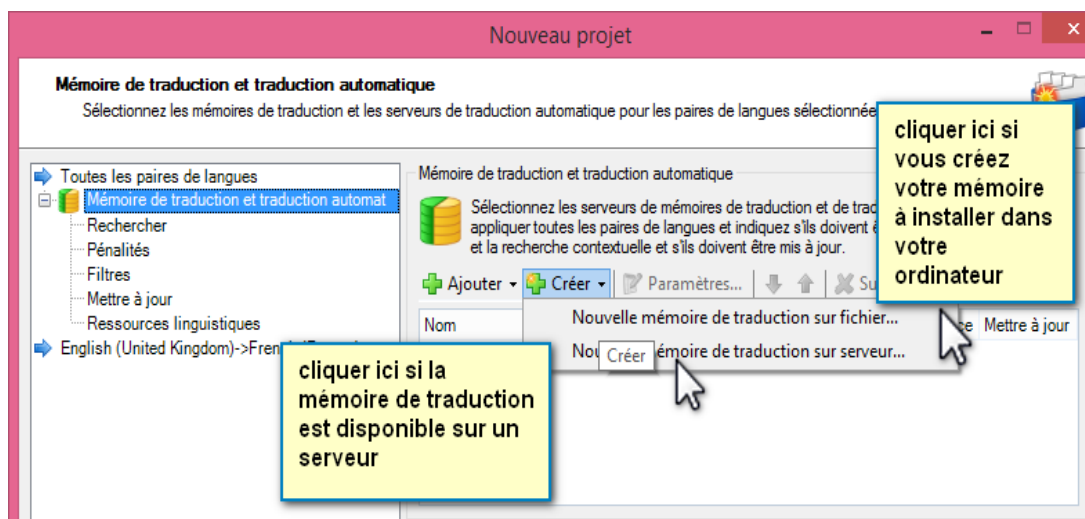 Nouveau projet
Mémoire de traduction et traduction automatique
Sélectionnez les mémoires de traduction et les serveurs de traduction automatique pour les paires de langues
cliquer ici si
vous créez
votre mémoire
à installer dans
votre
ordinateur
Toutes les paires de langues
Mémoire de traduction et traduction automat
Rechercher
Pénalités
Filtres
Mettre à jour
Ressources linguistiques
English (United Kingdom)->
Mémoire de traduction et traduction automatique
Sélectionnez les serveurs de mémoires de traduction et de
appliquer toutes les paires de langues et indiquez s'ils doivent
et la recherche contextuelle et s'ils doivent être mis à jour.
Ajouter
Créer
Paramètres...
Nom
Mettre à jour
Nouvelle mémoire de traduction sur fichier...
mémoire de traduction sur serveur...
Créer
cliquer ici si la
mémoire de traduction
est disponible sur un
serveur